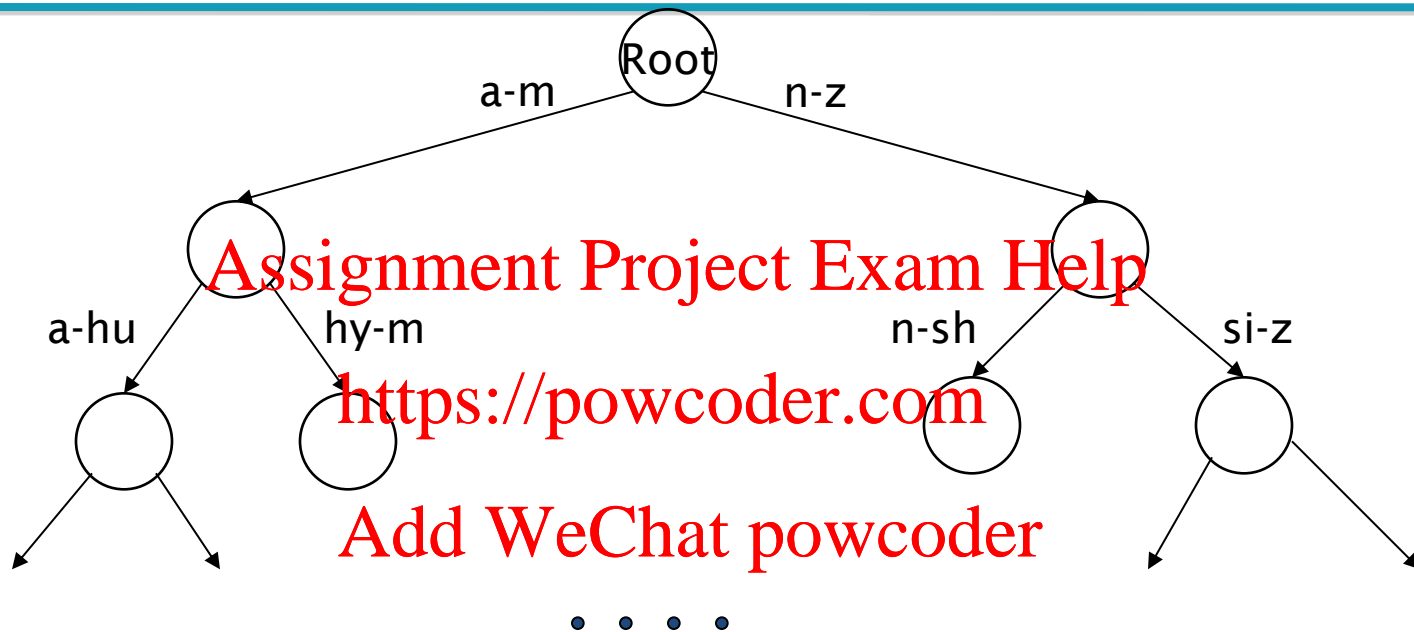 Root
a-m
n-z
Assignment Project Exam Help
a-hu
hy-m
n-sh
si-z
https://powcoder.com
Add WeChat powcoder